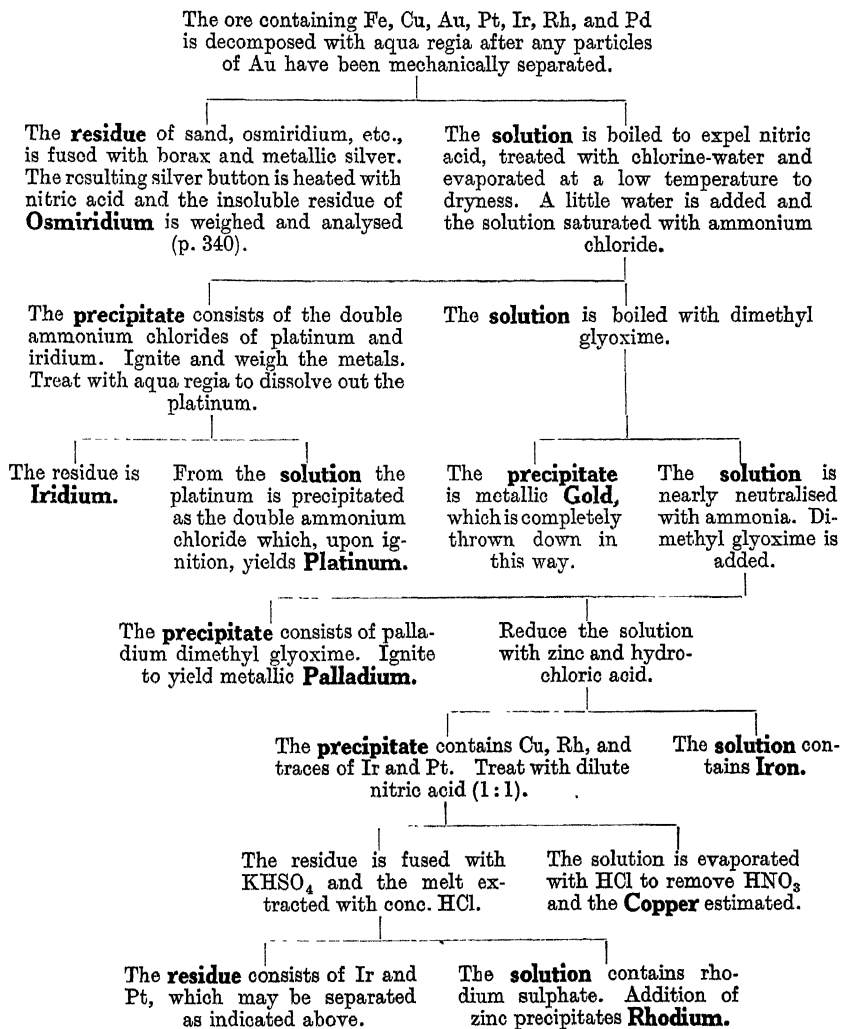 The ore containing Fe, Cu, Au, Pt, Ir, Rh, and Pd
is decomposed with aqua regia after any particles
of Au have been mechanically separated.
The residue of sand, osmiridium, etc.,
is fused with borax and metallic silver.
The resulting silver button is heated with
nitric acid and the insoluble residue of
Osmiridium is weighed and analysed
(p. 340).
The solution is boiled to expel nitric
acid, treated with chlorine-water and
evaporated at a low temperature to
dryness. A little water is added and
the solution saturated with ammonium
chloride.
The precipitate consists of the double
ammonium chlorides of platinum and
iridium. Ignite and weigh the metals.
Treat with aqua regia to dissolve out the
platinum.
The solution is boiled with dimethyl
glyoxime.
The residue is
Iridium.
From the solution the
platinum is precipitated
as the double ammonium
chloride which, upon ig-
nition, yields Platinum.
The precipitate
is metallic Gold,
which is completely
thrown down in
this way.
The solution is
nearly neutralised
with ammonia. Di-
methyl glyoxime is
added.
The precipitate consists of palla-
dium dimethyl glyoxime. Ignite
to yield metallic Palladium.
Reduce the solution
with zinc and hydro-
chloric acid.
The precipitate contains Cu, Rh, and
traces of Ir and Pt. Treat with dilute
nitric acid (1:1).
The solution con-
tains Iron.
The residue is fused with
KHSO₄ and the melt ex-
tracted with conc. HCl.
The solution is evaporated
with HCl to remove HNO₃
and the Copper estimated.
The residue consists of Ir and
Pt, which may be separated
as indicated above.
The solution contains rho-
dium sulphate. Addition of
zinc precipitates Rhodium.